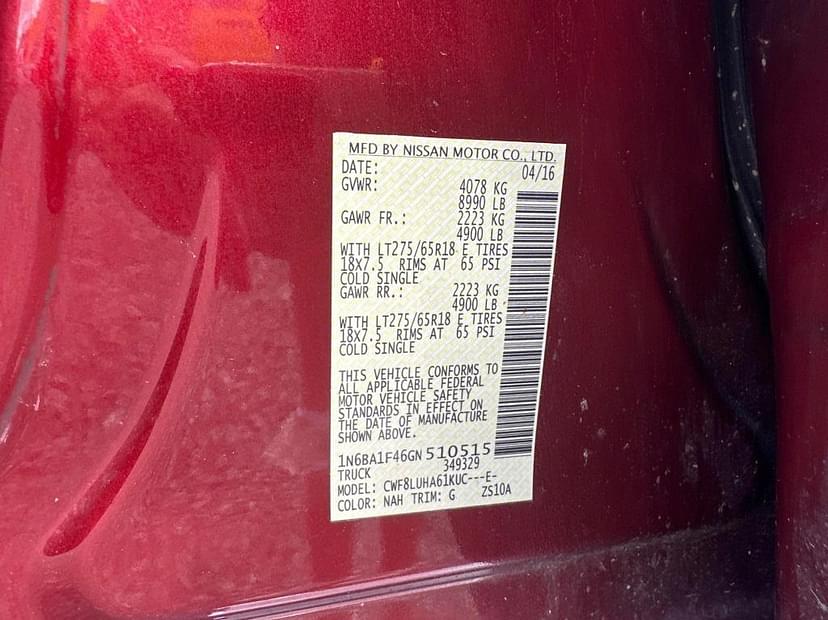 MFD BY NISSAN MOTOR CO., LTD.
DATE: 04/16
GVWR: 4078 KG
8990 LB
GAWR FR.: 2223 KG
4900 LB
WITH LT275/65R18 E TIRES
18X7.5 RIMS AT 65 PSI
COLD SINGLE
GAWR RR.: 2223 KG
4900 LB
WITH LT275/65R18 E TIRES
18X7.5 RIMS AT 65 PSI
COLD SINGLE
THIS VEHICLE CONFORMS TO
ALL APPLICABLE FEDERAL
MOTOR VEHICLE SAFETY
STANDARDS IN EFFECT ON
THE DATE OF MANUFACTURE
SHOWN ABOVE.
1N6BA1F46GN510515
TRUCK 349329
MODEL: CWF8LUHA61KUC---E-
COLOR: NAH TRIM: G ZS10A